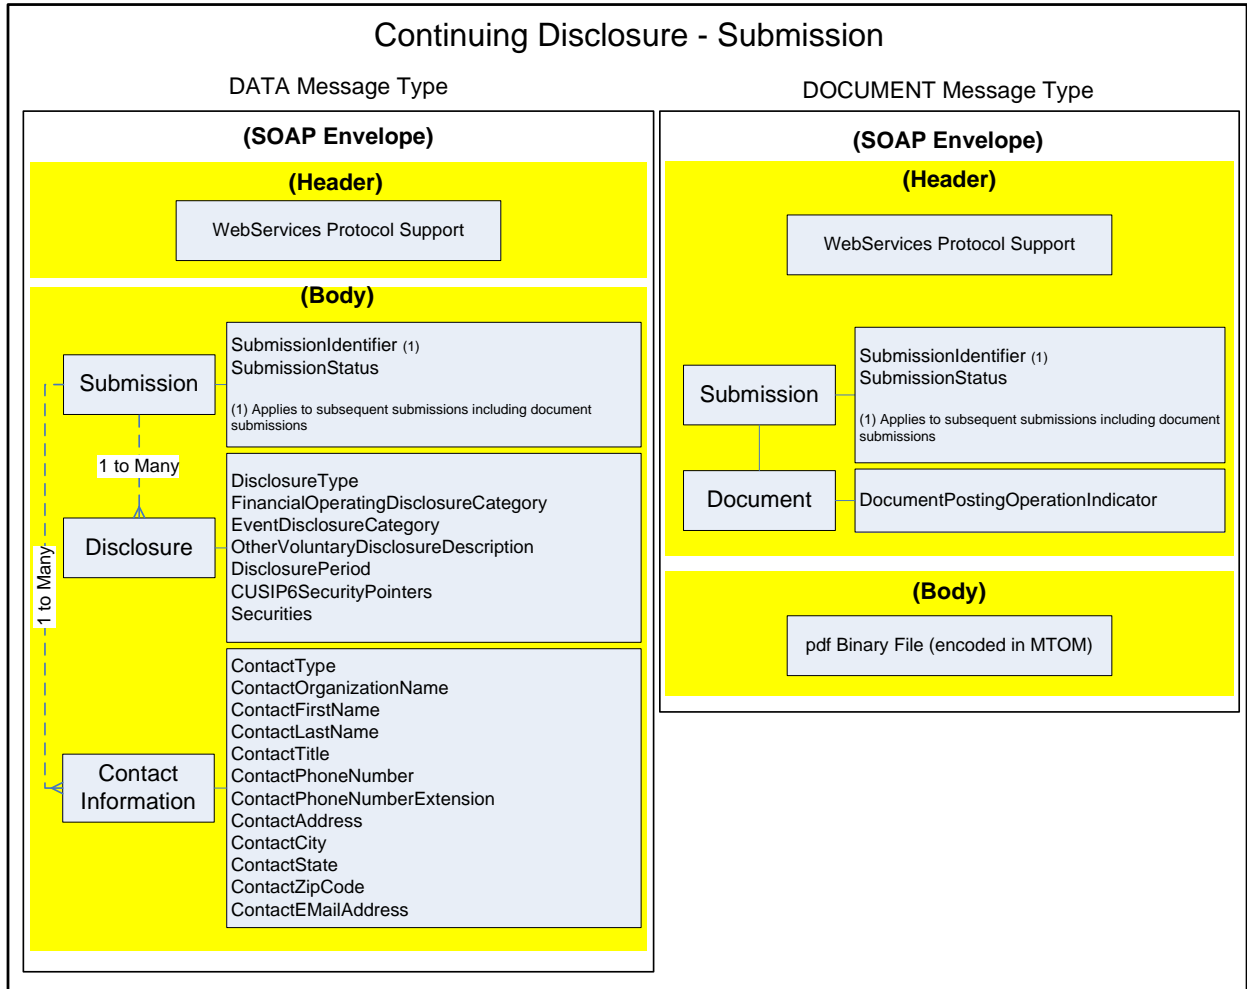 Continuing Disclosure - Submission
DATA Message Type
(SOAP Envelope)
(Header)
WebServices Protocol Support
(Body)
Submission
SubmissionIdentifier (1)
SubmissionStatus
(1) Applies to subsequent submissions including document
submissions
1 to Many
1 to Many
Disclosure
DisclosureType
FinancialOperatingDisclosureCategory
EventDisclosureCategory
OtherVoluntaryDisclosureDescription
DisclosurePeriod
CUSIP6SecurityPointers
Securities
Contact
Information
ContactType
ContactOrganizationName
ContactFirstName
ContactLastName
ContactTitle
ContactPhoneNumber
ContactPhoneNumberExtension
ContactAddress
ContactCity
ContactState
ContactZipCode
ContactEMailAddress
DOCUMENT Message Type
(SOAP Envelope)
(Header)
WebServices Protocol Support
Submission
SubmissionIdentifier (1)
SubmissionStatus
(1) Applies to subsequent submissions including document
submissions
Document
DocumentPostingOperationIndicator
(Body)
pdf Binary File (encoded in MTOM)